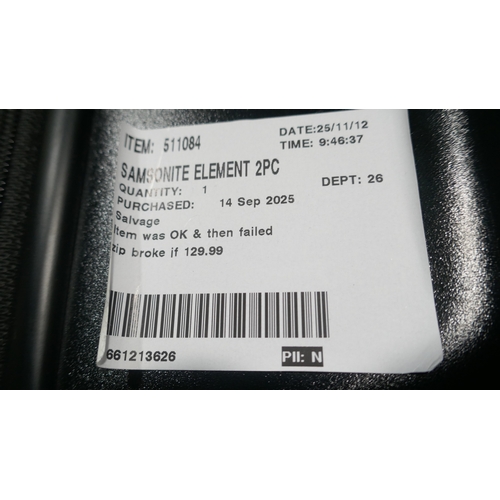 ITEM: 511084
DATE:25/11/12
TIME: 9:46:37
SAMSONITE ELEMENT 2PC
QUANTITY: 1
DEPT: 26
PURCHASED: 14 Sep 2025
Salvage
Item was OK & then failed
zip broke if 129.99
661213626
PII: N